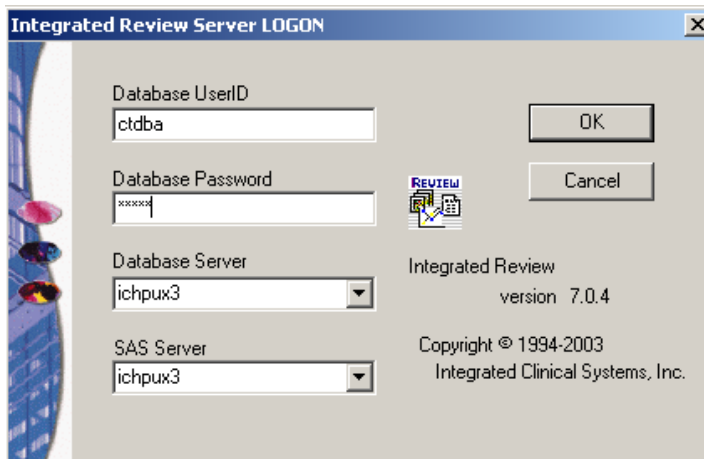 Integrated Review Server LOGON
Database UserID
ctdba
OK
Database Password
*****
REVIEW
Cancel
Database Server
ichpux3
Integrated Review
version 7.0.4
SAS Server
ichpux3
Copyright © 1994-2003
Integrated Clinical Systems, Inc.